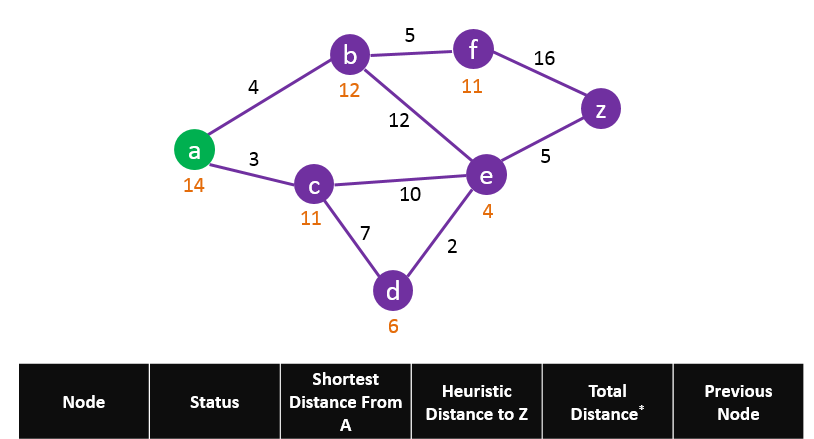 5
b
f
16
12
11
4
z
12
a
3
5
14
c
e
10
11
4
7
2
d
6
Node
Status
Shortest
Distance From
A
Heuristic
Distance to Z
Total
Distance*
Previous
Node